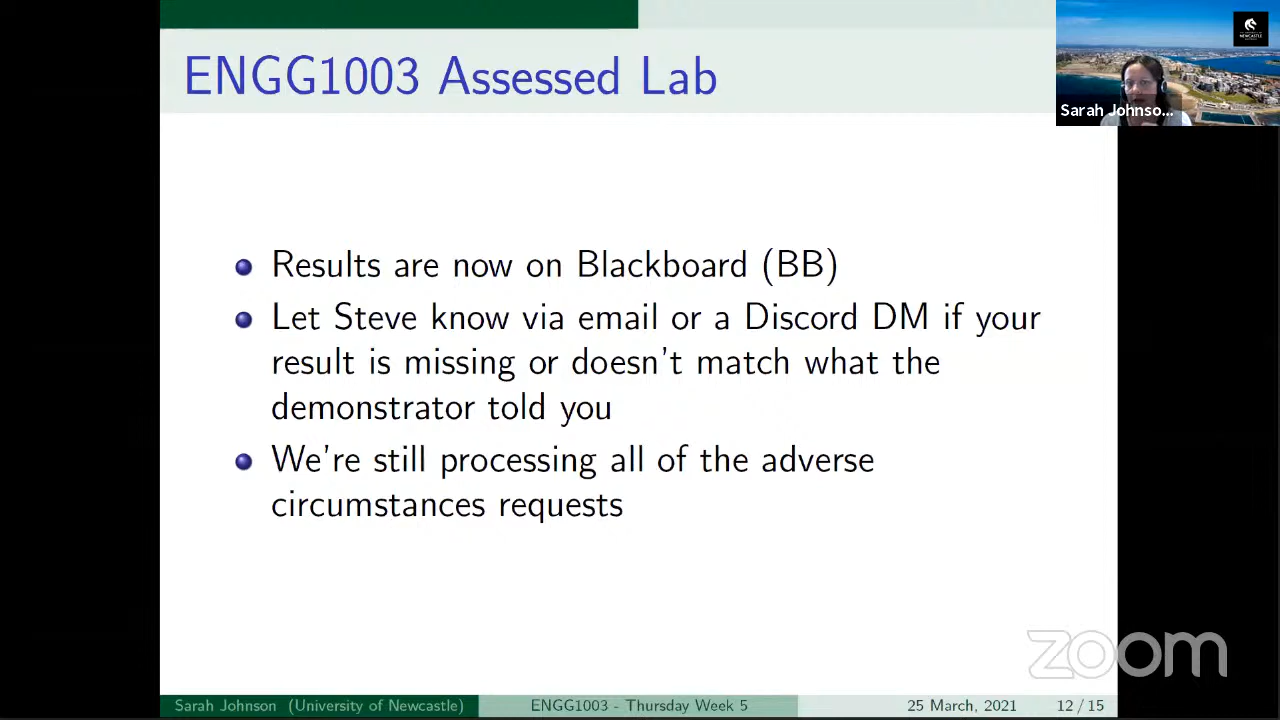 ENGG1003 Assessed Lab
Sarah Johnso...
Results are now on Blackboard (BB)
Let Steve know via email or a Discord DM if your
result is missing or doesn't match what the
demonstrator told you
We're still processing all of the adverse
circumstances requests
zoom
Sarah Johnson (University of Newcastle)
ENGG1003 - Thursday Week 5
25 March, 2021
12 / 15